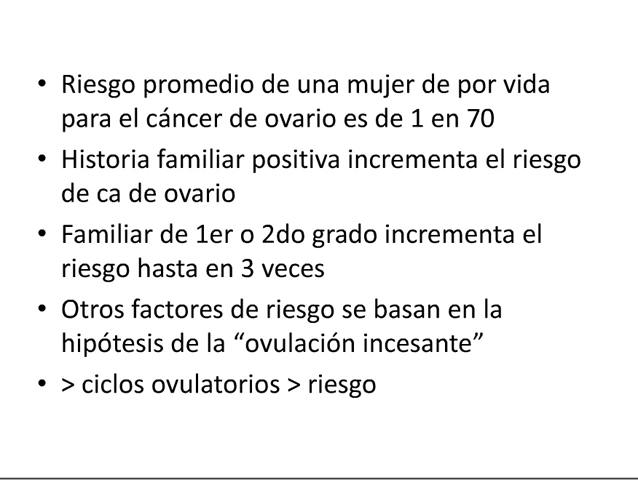 • Riesgo promedio de una mujer de por vida
para el cáncer de ovario es de 1 en 70
• Historia familiar positiva incrementa el riesgo
de ca de ovario
• Familiar de 1er o 2do grado incrementa el
riesgo hasta en 3 veces
• Otros factores de riesgo se basan en la
hipótesis de la “ovulación incesante”
• > ciclos ovulatorios > riesgo